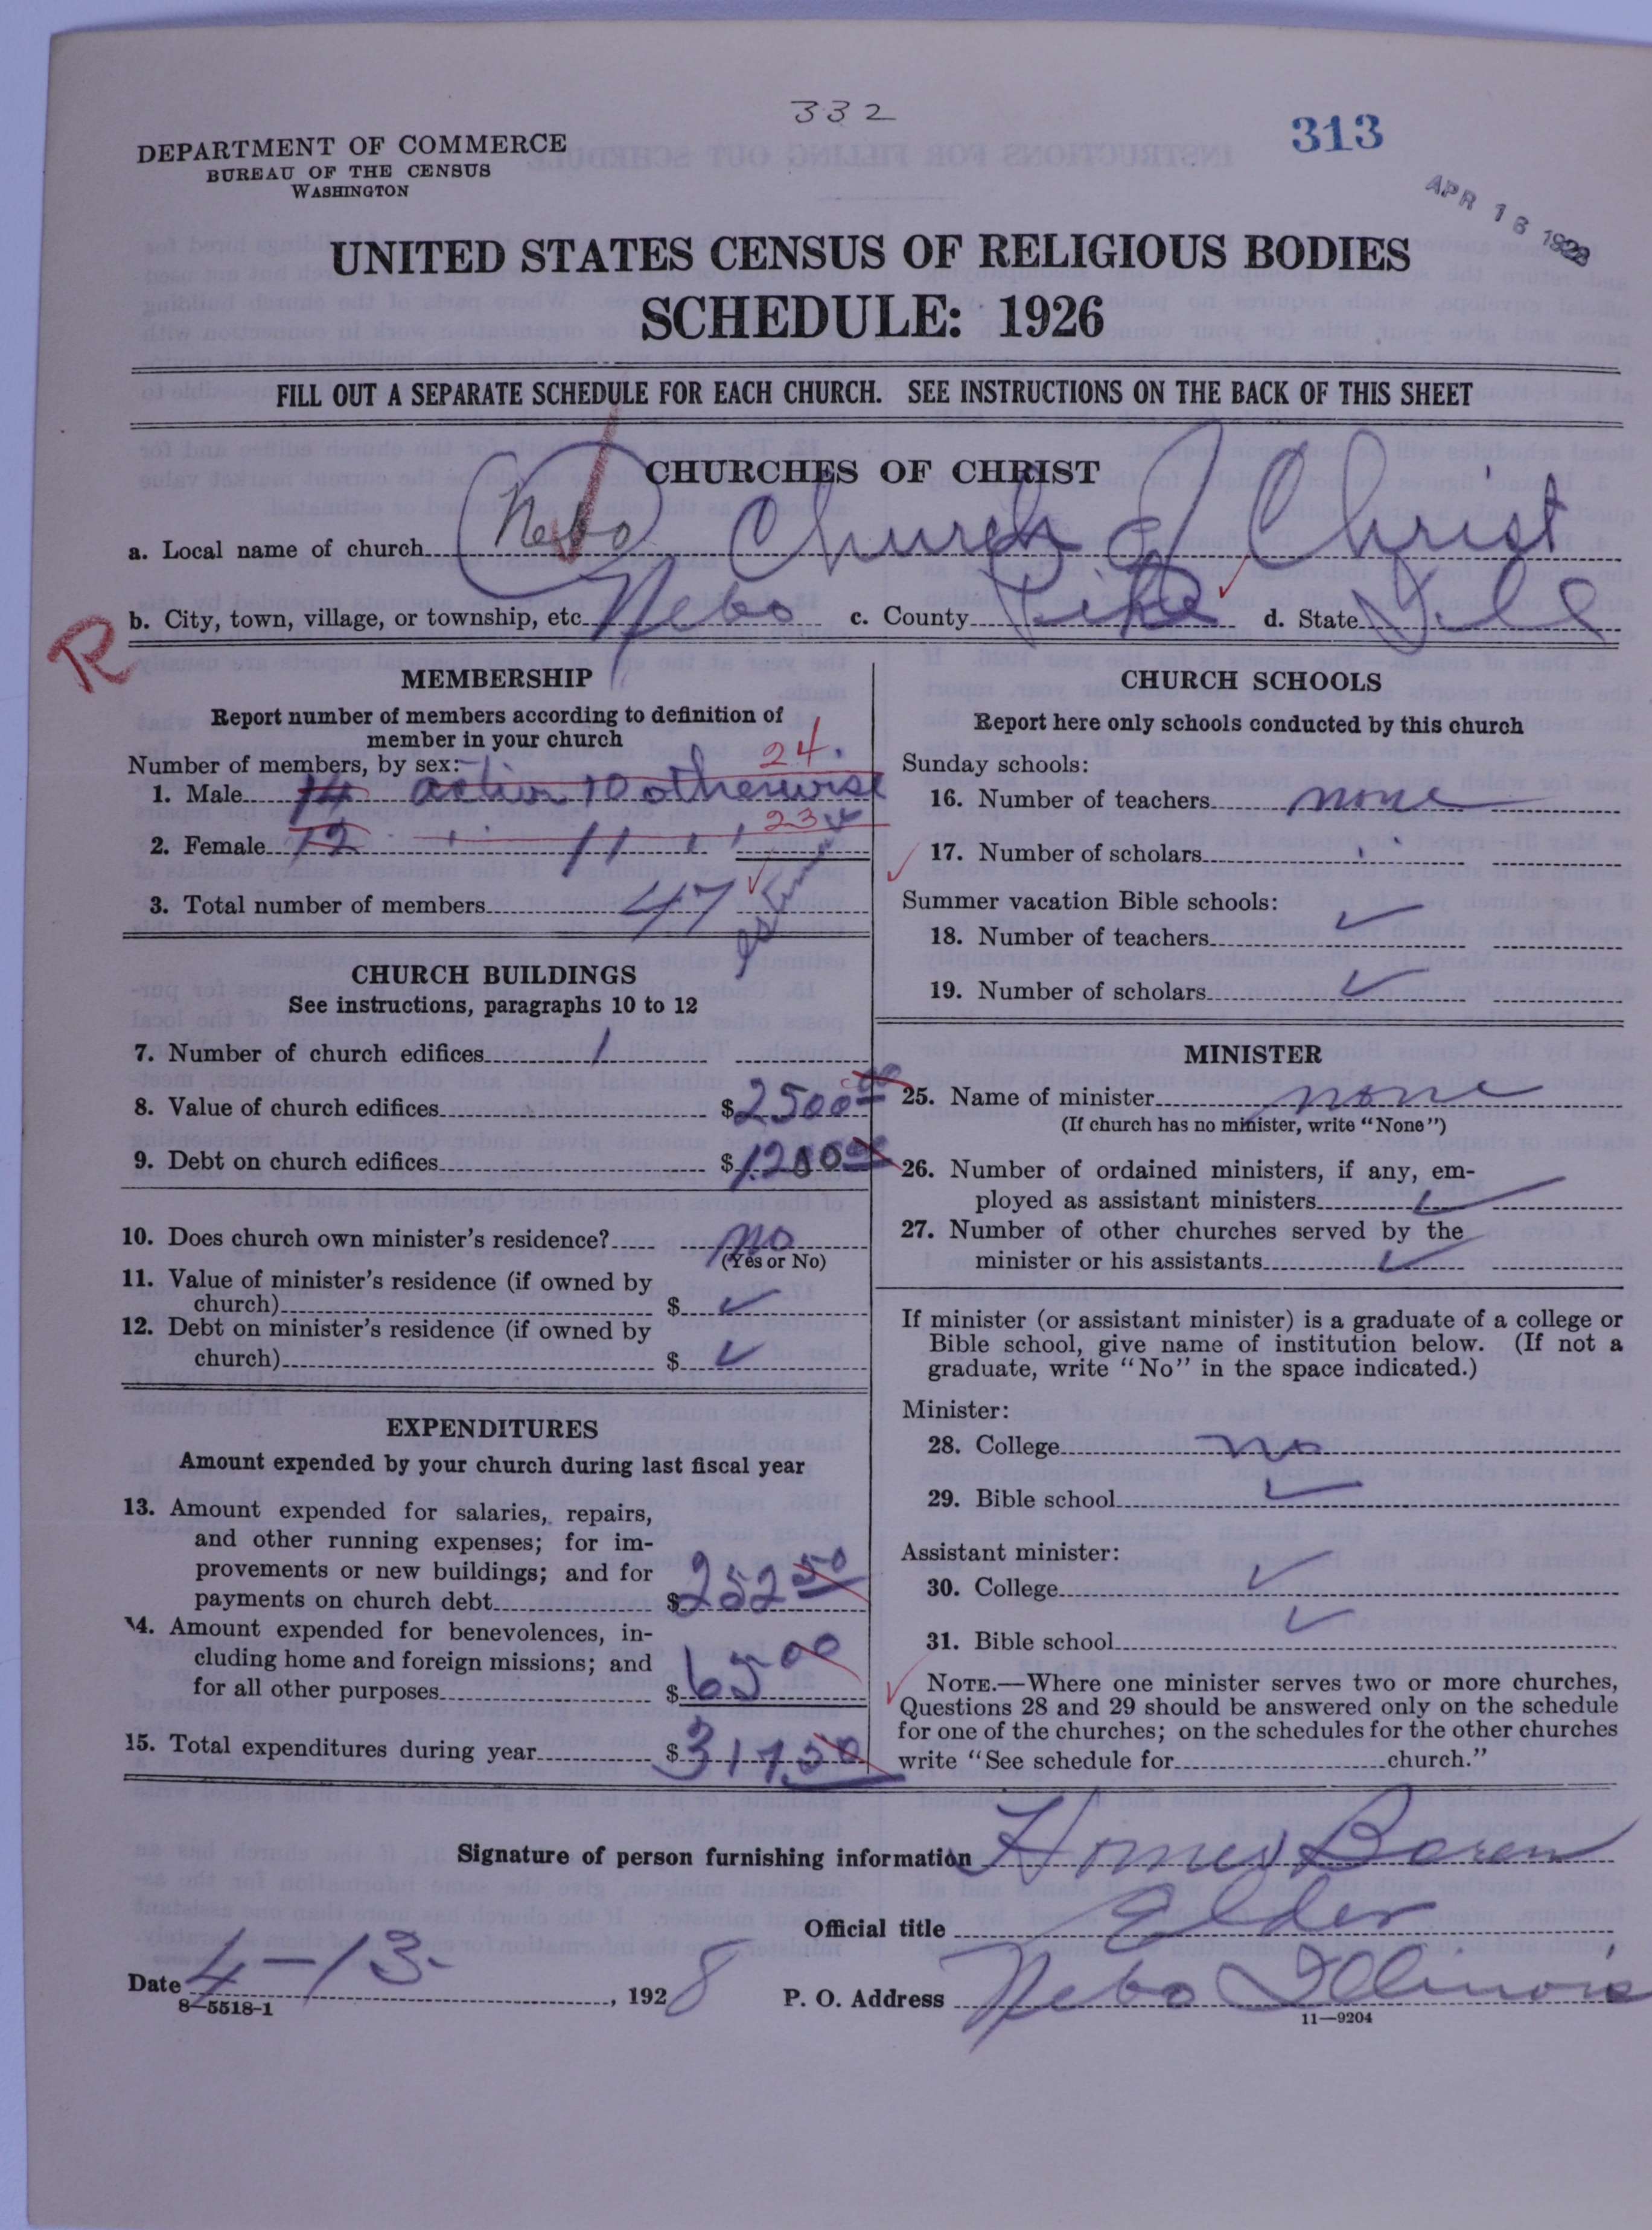 332
313
DEPARTMENT OF COMMERCE
BUREAU OF THE CENSUS
WASHINGTON
APR 16 1928
UNITED STATES CENSUS OF RELIGIOUS BODIES
SCHEDULE: 1926
FILL OUT A SEPARATE SCHEDULE FOR EACH CHURCH. SEE INSTRUCTIONS ON THE BACK OF THIS SHEET
CHURCHES OF CHRIST
a. Local name of church Nebo Church of Christ
b. City, town, village, or township, etc. Nebo c. County Pike d. State Ill
R
MEMBERSHIP
Report number of members according to definition of
member in your church
Number of members, by sex:
24.
1. Male 14 active 10 otherwise
23
2. Female 12 " 11 "
3. Total number of members 47
CHURCH BUILDINGS
See instructions, paragraphs 10 to 12
7. Number of church edifices 1
8. Value of church edifices $2500 00
9. Debt on church edifices $1200 00
10. Does church own minister's residence? no
(Yes or No)
11. Value of minister's residence (if owned by
church) $ ✓
12. Debt on minister's residence (if owned by
church) $ ✓
EXPENDITURES
Amount expended by your church during last fiscal year
13. Amount expended for salaries, repairs,
and other running expenses; for im-
provements or new buildings; and for
payments on church debt $252 50
14. Amount expended for benevolences, in-
cluding home and foreign missions; and
for all other purposes $65 00
15. Total expenditures during year $317 50
CHURCH SCHOOLS
Report here only schools conducted by this church
Sunday schools:
16. Number of teachers none
17. Number of scholars
Summer vacation Bible schools:
18. Number of teachers ✓
19. Number of scholars ✓
MINISTER
25. Name of minister none
(If church has no minister, write "None")
26. Number of ordained ministers, if any, em-
ployed as assistant ministers ✓
27. Number of other churches served by the
minister or his assistants ✓
If minister (or assistant minister) is a graduate of a college or
Bible school, give name of institution below. (If not a
graduate, write "No" in the space indicated.)
Minister:
28. College no
29. Bible school ✓
Assistant minister:
30. College ✓
31. Bible school ✓
NOTE.—Where one minister serves two or more churches,
Questions 28 and 29 should be answered only on the schedule
for one of the churches; on the schedules for the other churches
write "See schedule for church."
Signature of person furnishing information Homer Boren
Official title Elder
Date 4-13-, 1928 P. O. Address Nebo Illinois
8-5518-1
11—9204